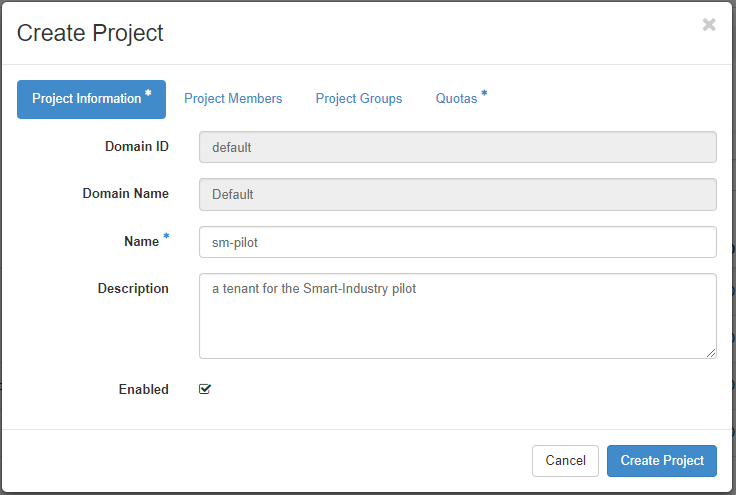 Create Project
×
Project Information *
Project Members
Project Groups
Quotas *
Domain ID
default
Domain Name
Default
Name *
sm-pilot
Description
a tenant for the Smart-Industry pilot
Enabled
Cancel
Create Project